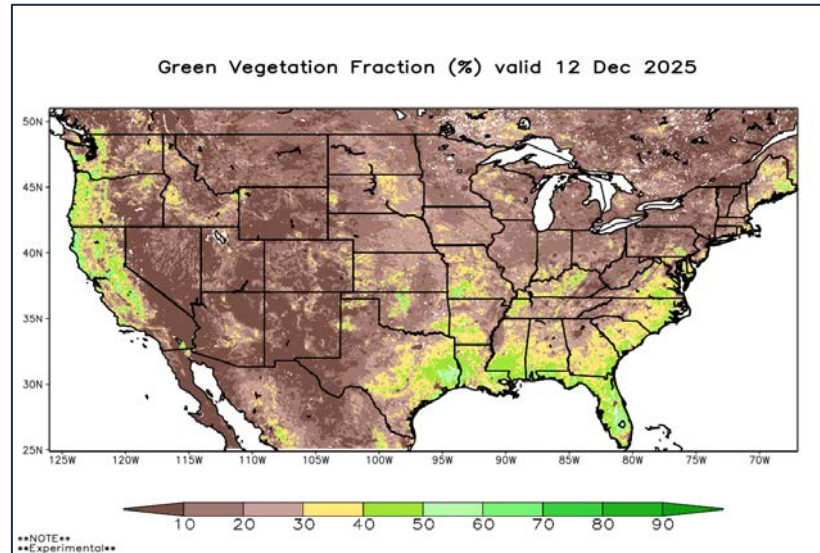 Green Vegetation Fraction (%) valid 12 Dec 2025
50N
45N
40N
35N
30N
25N
125W 120W 115W 110W 105W 100W 95W 90W 85W 80W 75W 70W
10 20 30 40 50 60 70 80 90
**NOTE**
**Experimental**